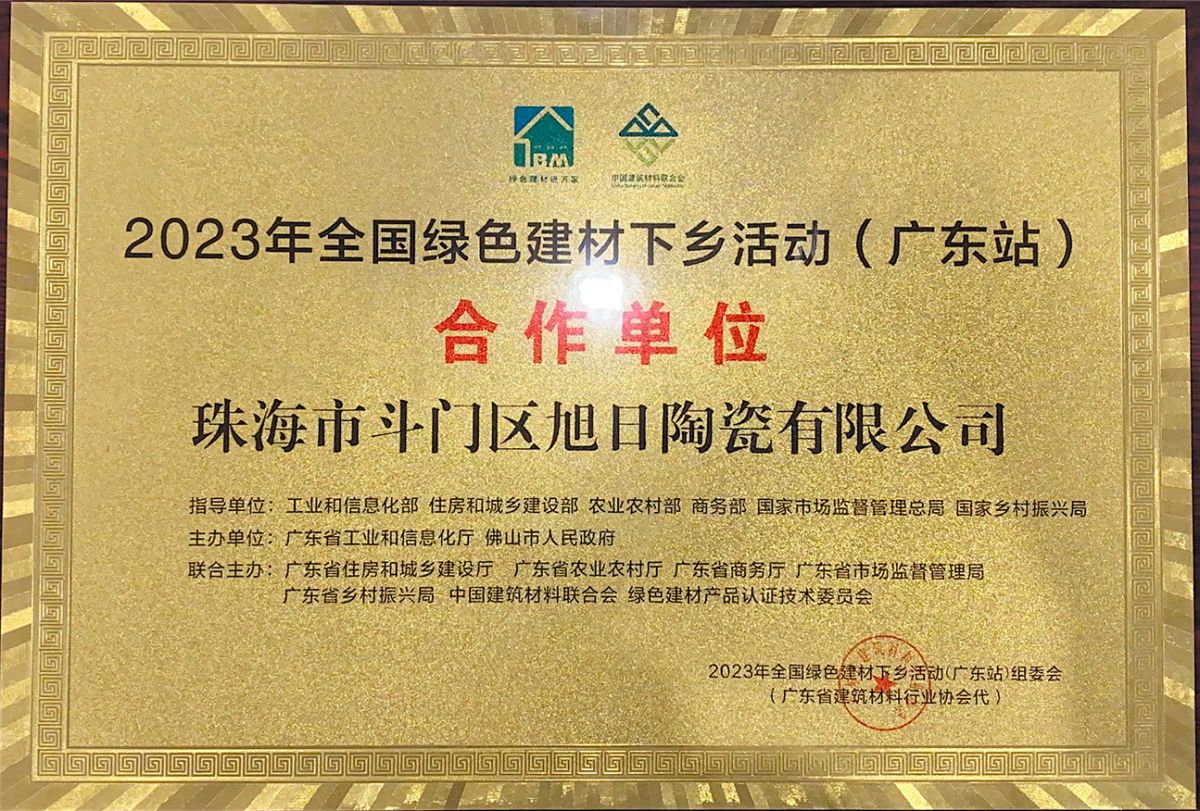 BM
绿色建材进万家
中国建筑材料联合会
2023年全国绿色建材下乡活动（广东站）
合作单位
珠海市斗门区旭日陶瓷有限公司
指导单位：工业和信息化部 住房和城乡建设部 农业农村部 商务部 国家市场监督管理总局 国家乡村振兴局
主办单位：广东省工业和信息化厅 佛山市人民政府
联合主办：广东省住房和城乡建设厅 广东省农业农村厅 广东省商务厅 广东省市场监督管理局
广东省乡村振兴局 中国建筑材料联合会 绿色建材产品认证技术委员会
2023年全国绿色建材下乡活动(广东站)组委会
（广东省建筑材料行业协会代）